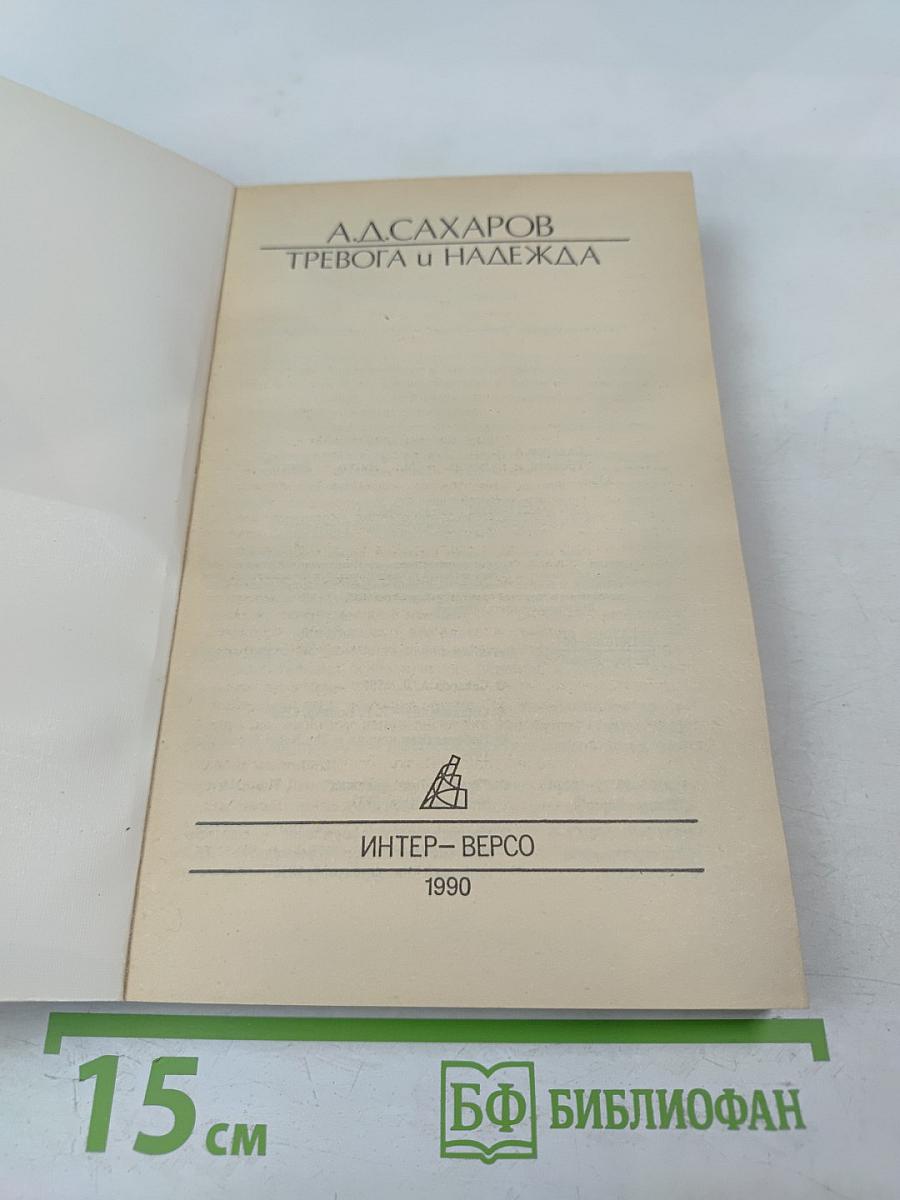 А.Д.САХАРОВ
ТРЕВОГА и НАДЕЖДА
ИНТЕР–ВЕРСО
1990
15 см
БФ БИБЛИОФАН